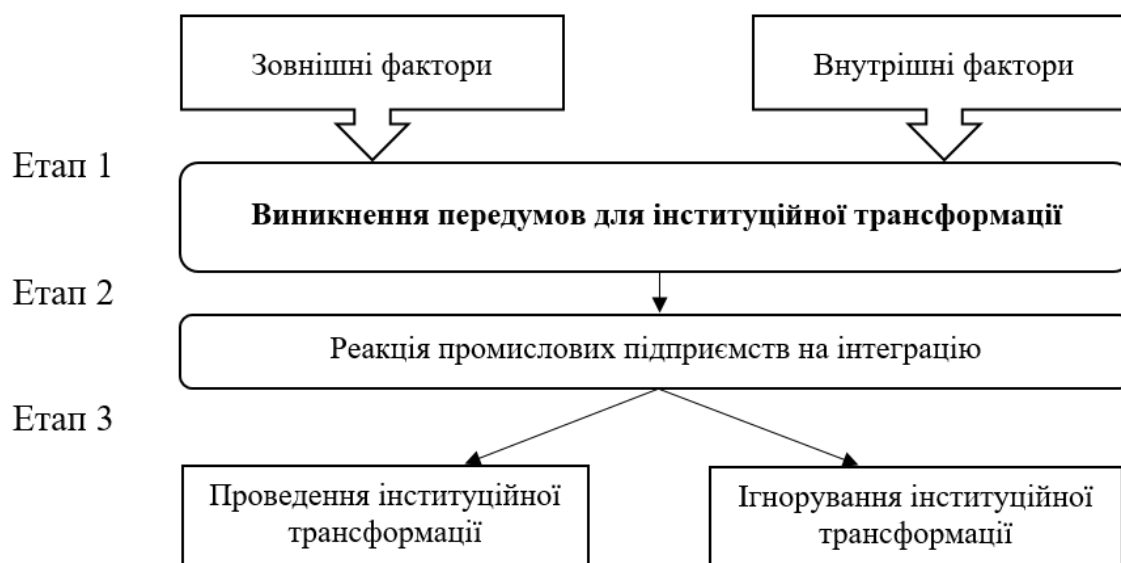 Зовнішні фактори
Внутрішні фактори
Етап 1
Виникнення передумов для інституційної трансформації
Етап 2
Реакція промислових підприємств на інтеграцію
Етап 3
Проведення інституційної
трансформації
Ігнорування інституційної
трансформації